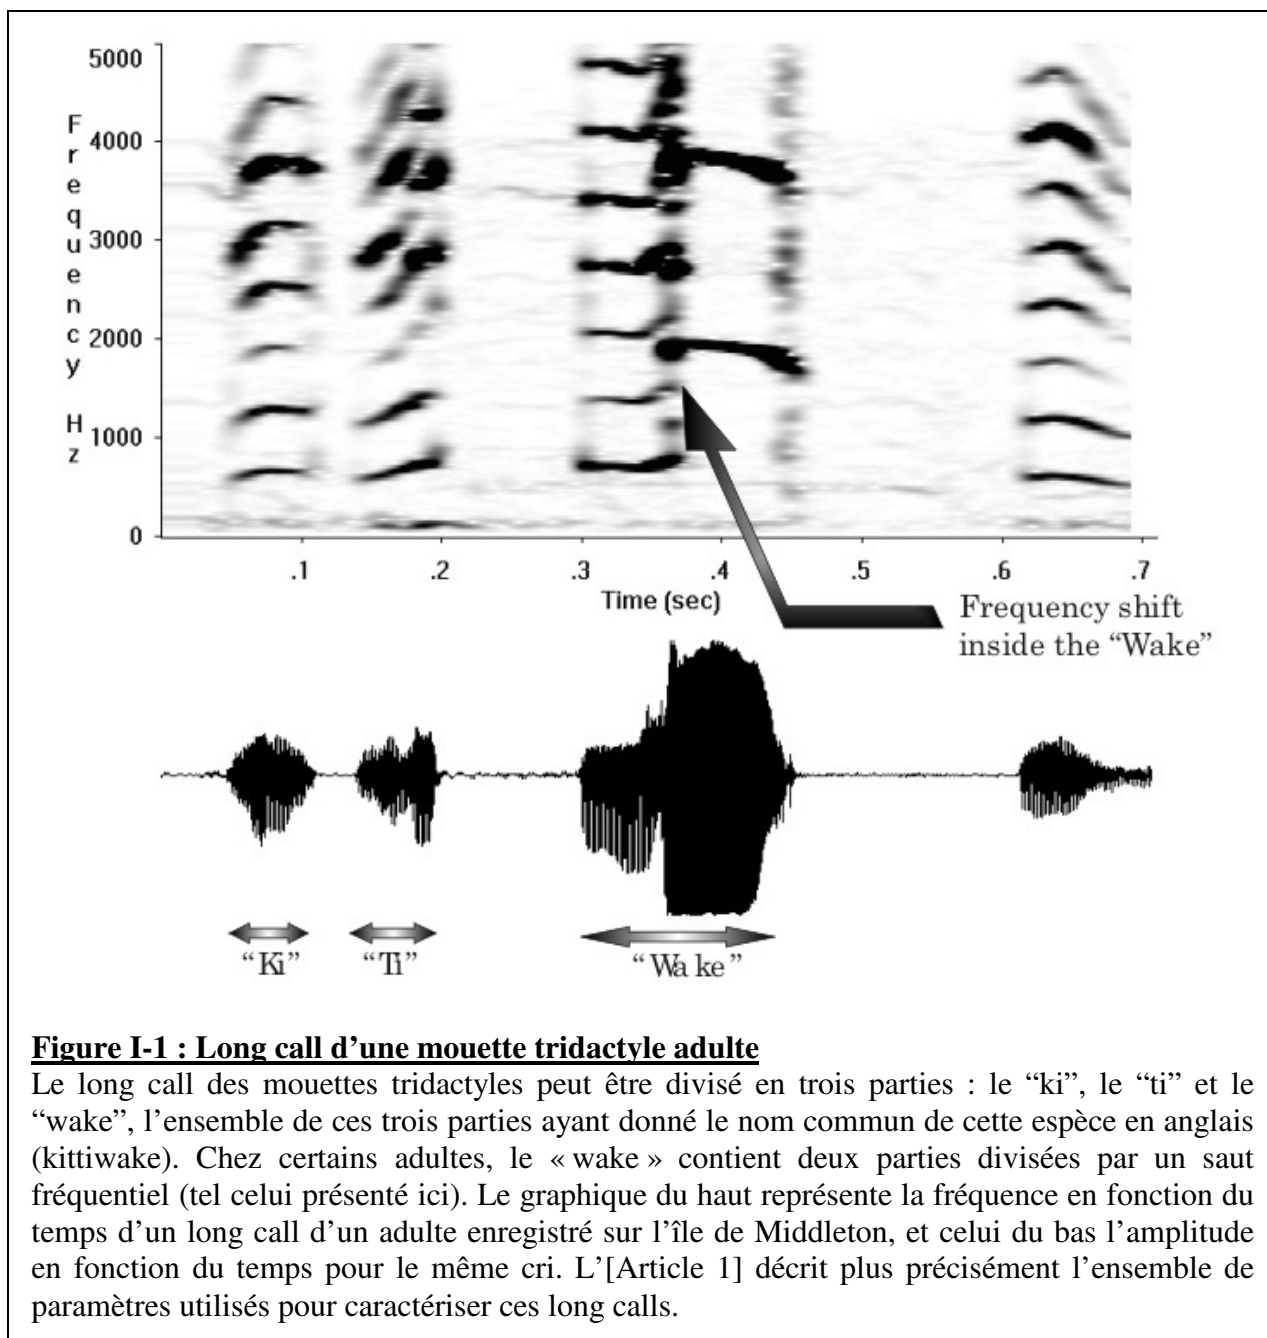 5000
4000
3000
2000
1000
0
Frequency Hz
.1 .2 .3 .4 .5 .6 .7
Time (sec)
Frequency shift
inside the “Wake”
“Ki” “Ti” “Wake”
Figure I-1 : Long call d’une mouette tridactyle adulte
Le long call des mouettes tridactyles peut être divisé en trois parties : le “ki”, le “ti” et le
“wake”, l’ensemble de ces trois parties ayant donné le nom commun de cette espèce en anglais
(kittiwake). Chez certains adultes, le « wake » contient deux parties divisées par un saut
fréquentiel (tel celui présenté ici). Le graphique du haut représente la fréquence en fonction du
temps d’un long call d’un adulte enregistré sur l’île de Middleton, et celui du bas l’amplitude
en fonction du temps pour le même cri. L’[Article 1] décrit plus précisément l’ensemble de
paramètres utilisés pour caractériser ces long calls.